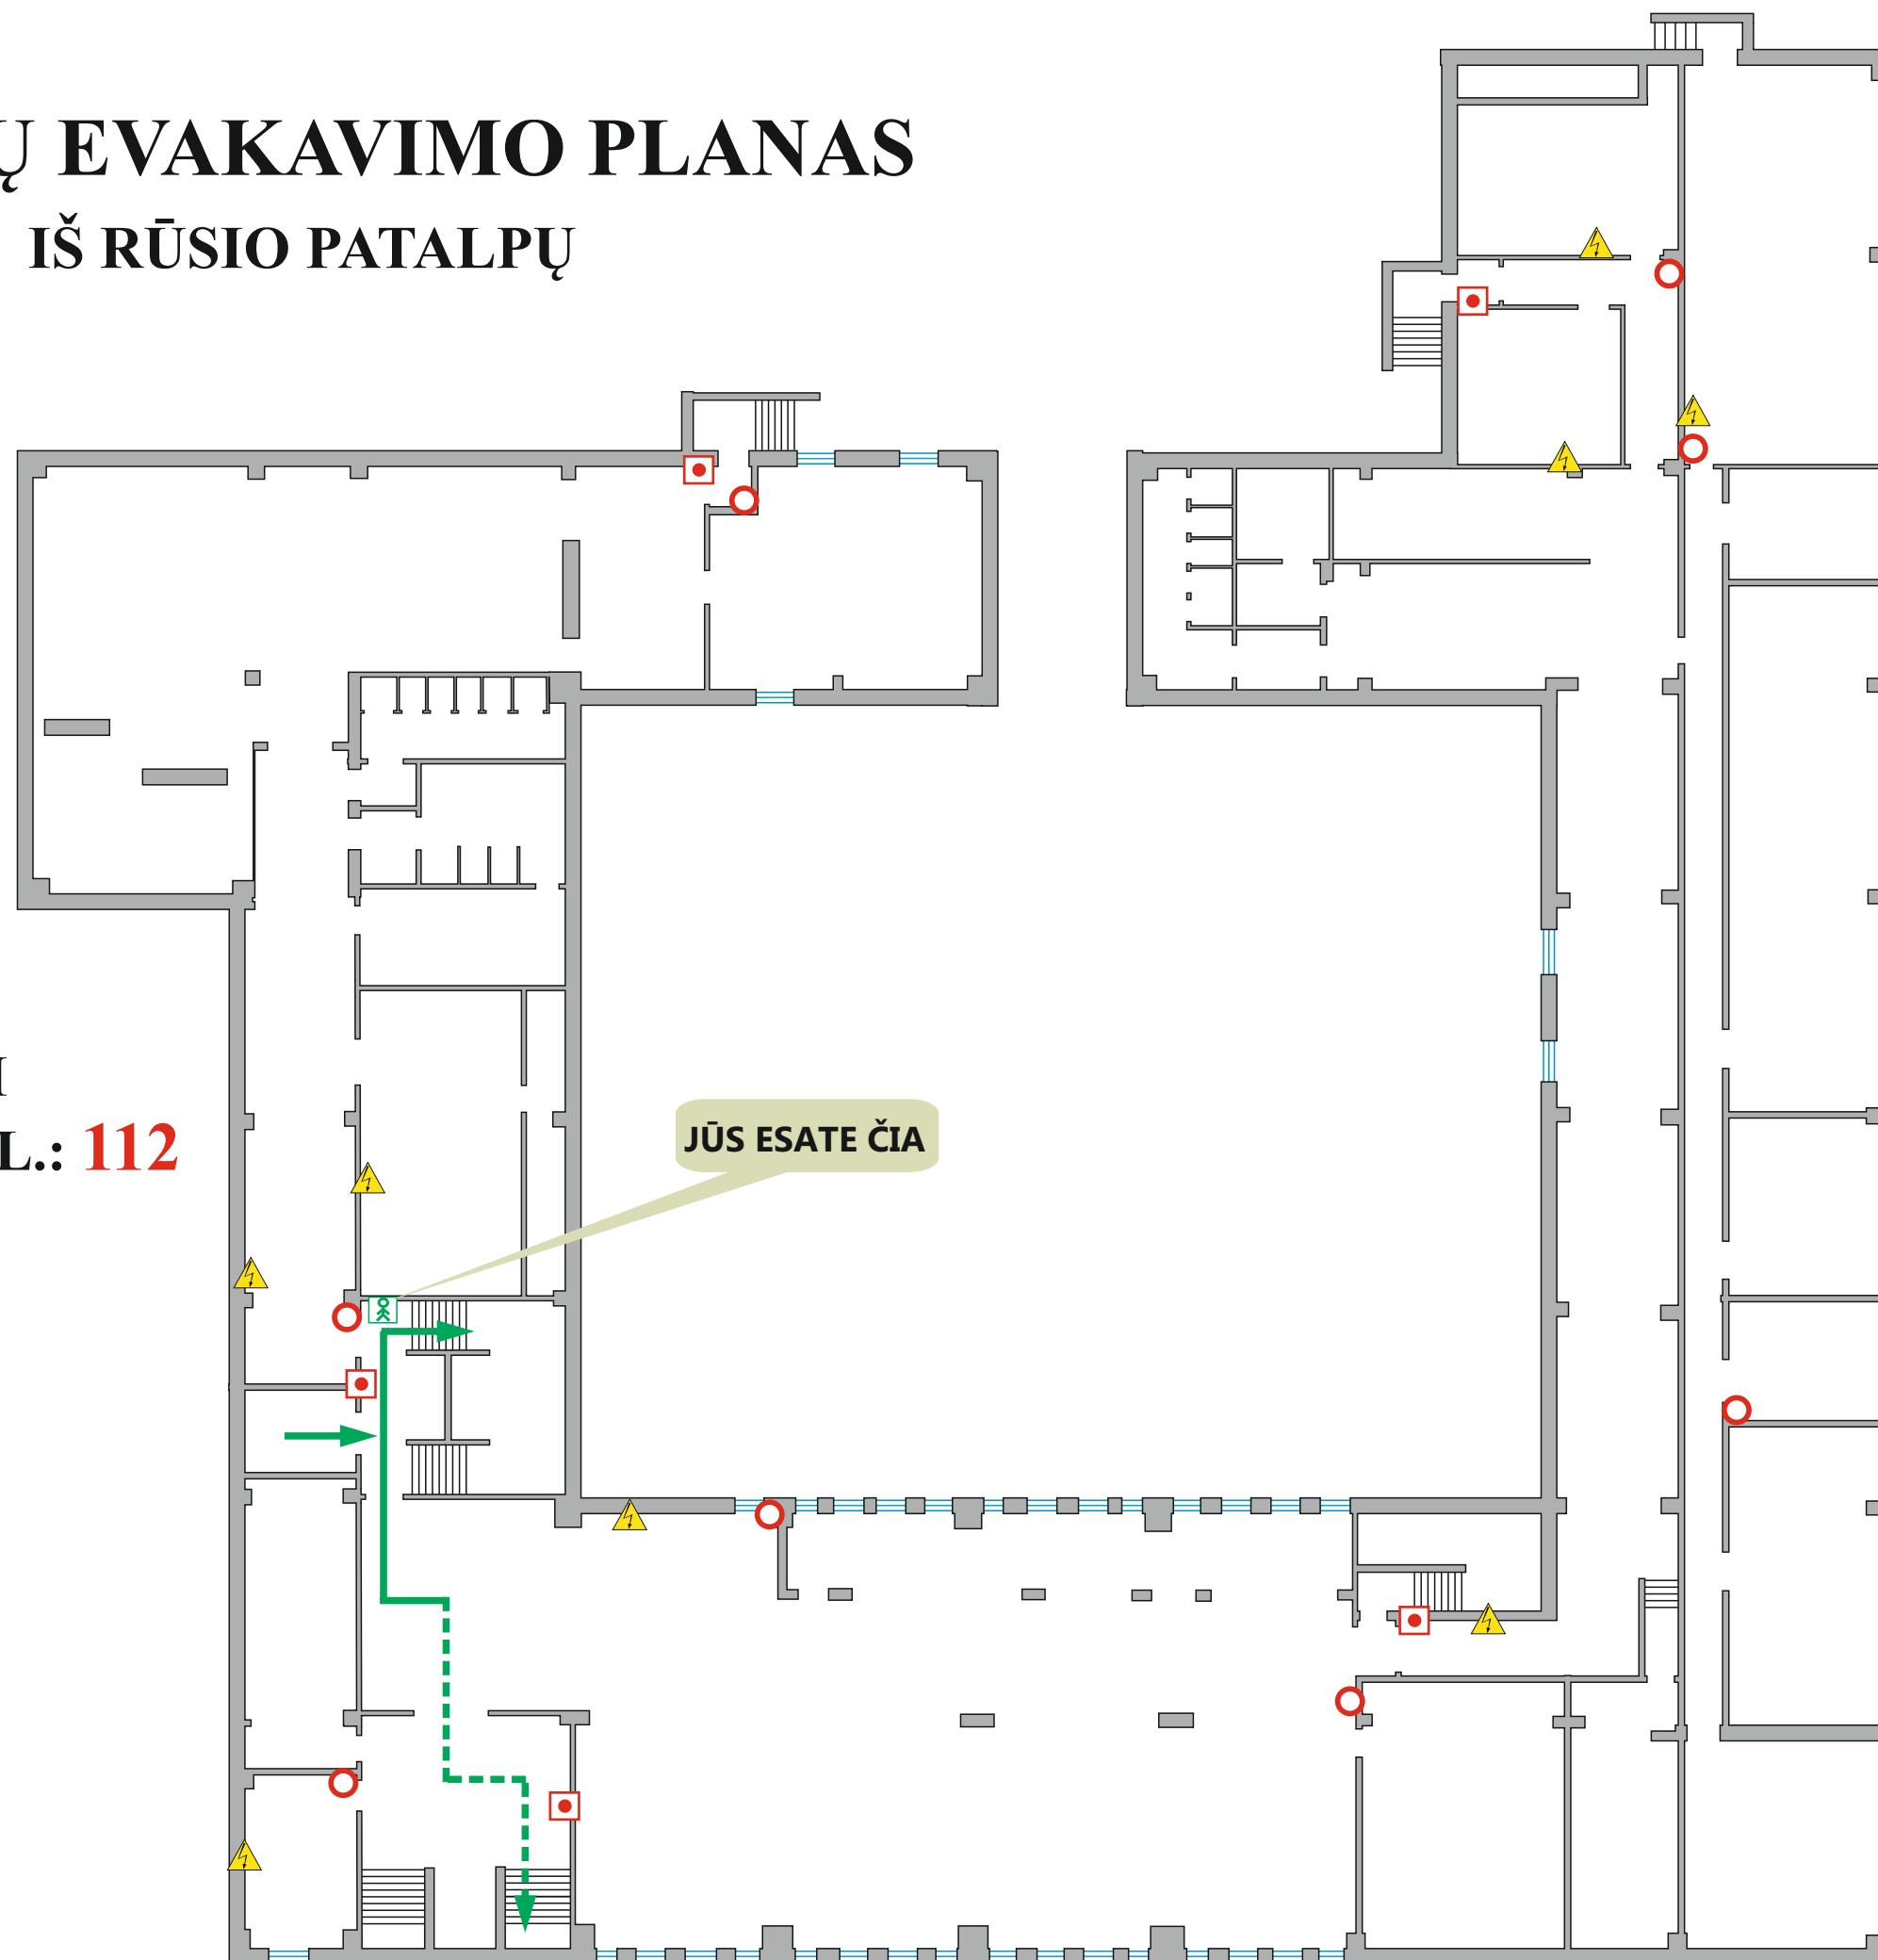 Ų EVAKAVIMO PLANAS
IŠ RŪSIO PATALPŲ
L.: 112
JŪS ESATE ČIA